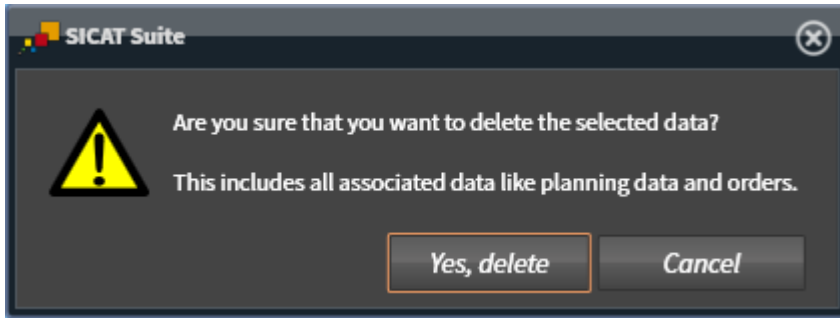 SICAT Suite
Are you sure that you want to delete the selected data?
This includes all associated data like planning data and orders.
Yes, delete
Cancel